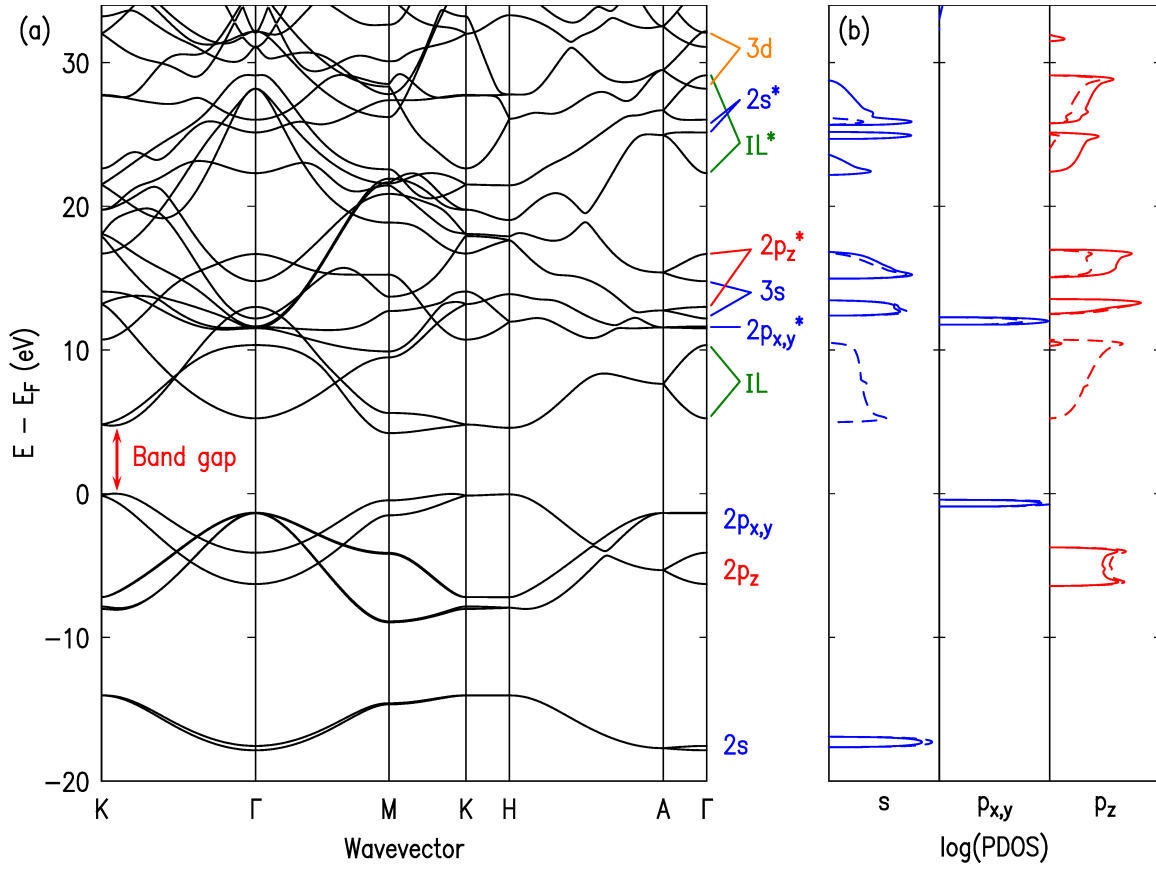 (a)
(b)
E − E_F (eV)
30
20
10
0
−10
−20
3d
2s*
IL*
2p_z*
3s
2p_x,y*
IL
Band gap
2p_x,y
2p_z
2s
K Γ M K H A Γ
s p_x,y p_z
Wavevector
log(PDOS)